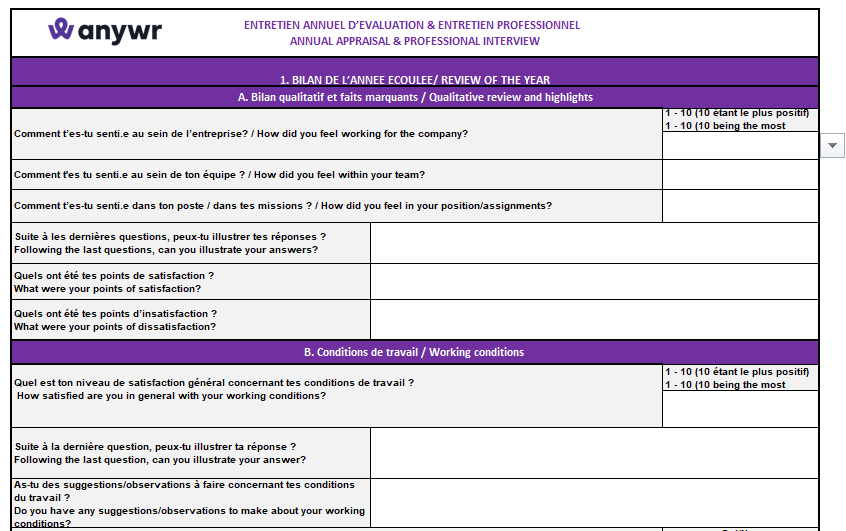 anywr
ENTRETIEN ANNUEL D'EVALUATION & ENTRETIEN PROFESSIONNEL
ANNUAL APPRAISAL & PROFESSIONAL INTERVIEW
1. BILAN DE L'ANNEE ECOULEE/ REVIEW OF THE YEAR
A. Bilan qualitatif et faits marquants / Qualitative review and highlights
Comment t'es-tu senti.e au sein de l'entreprise? / How did you feel working for the company?
1 - 10 (10 étant le plus positif)
1 - 10 (10 being the most
Comment t'es tu senti.e au sein de ton équipe ? / How did you feel within your team?
Comment t'es-tu senti.e dans ton poste / dans tes missions ? / How did you feel in your position/assignments?
Suite à les dernières questions, peux-tu illustrer tes réponses ?
Following the last questions, can you illustrate your answers?
Quels ont été tes points de satisfaction ?
What were your points of satisfaction?
Quels ont été tes points d'insatisfaction ?
What were your points of dissatisfaction?
B. Conditions de travail / Working conditions
Quel est ton niveau de satisfaction général concernant tes conditions de travail ?
How satisfied are you in general with your working conditions?
1 - 10 (10 étant le plus positif)
1 - 10 (10 being the most
Suite à la dernière question, peux-tu illustrer ta réponse ?
Following the last question, can you illustrate your answer?
As-tu des suggestions/observations à faire concernant tes conditions
du travail ?
Do you have any suggestions/observations to make about your working
conditions?